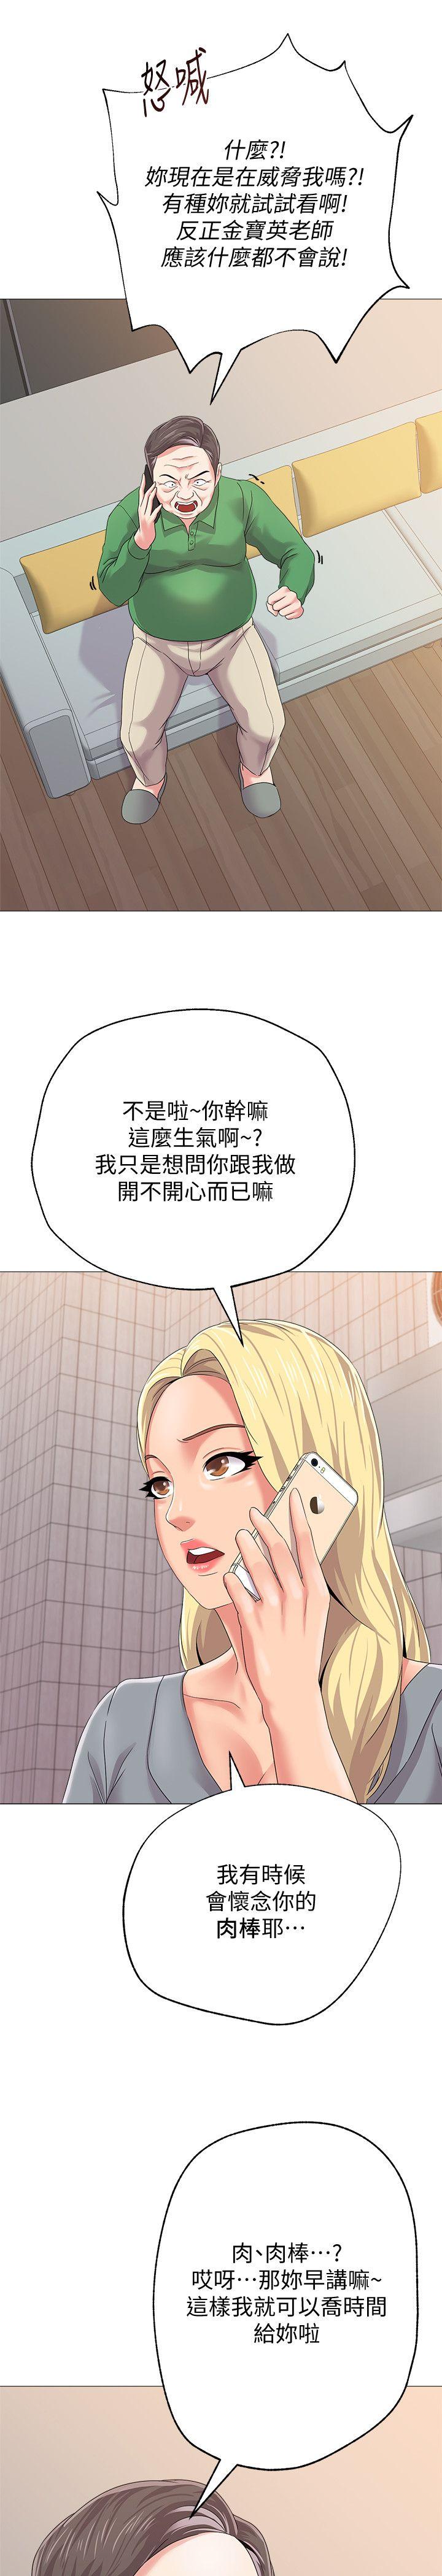 怒喊
什麼?!
妳現在是在威脅我嗎?!
有種妳就試試看啊!
反正金寶英老師
應該什麼都不會說!
不是啦~你幹嘛
這麼生氣啊~?
我只是想問你跟我做
開不開心而已嘛
我有時候
會懷念你的
肉棒耶…
肉、肉棒…?
哎呀…那妳早講嘛~
這樣我就可以喬時間
給妳啦